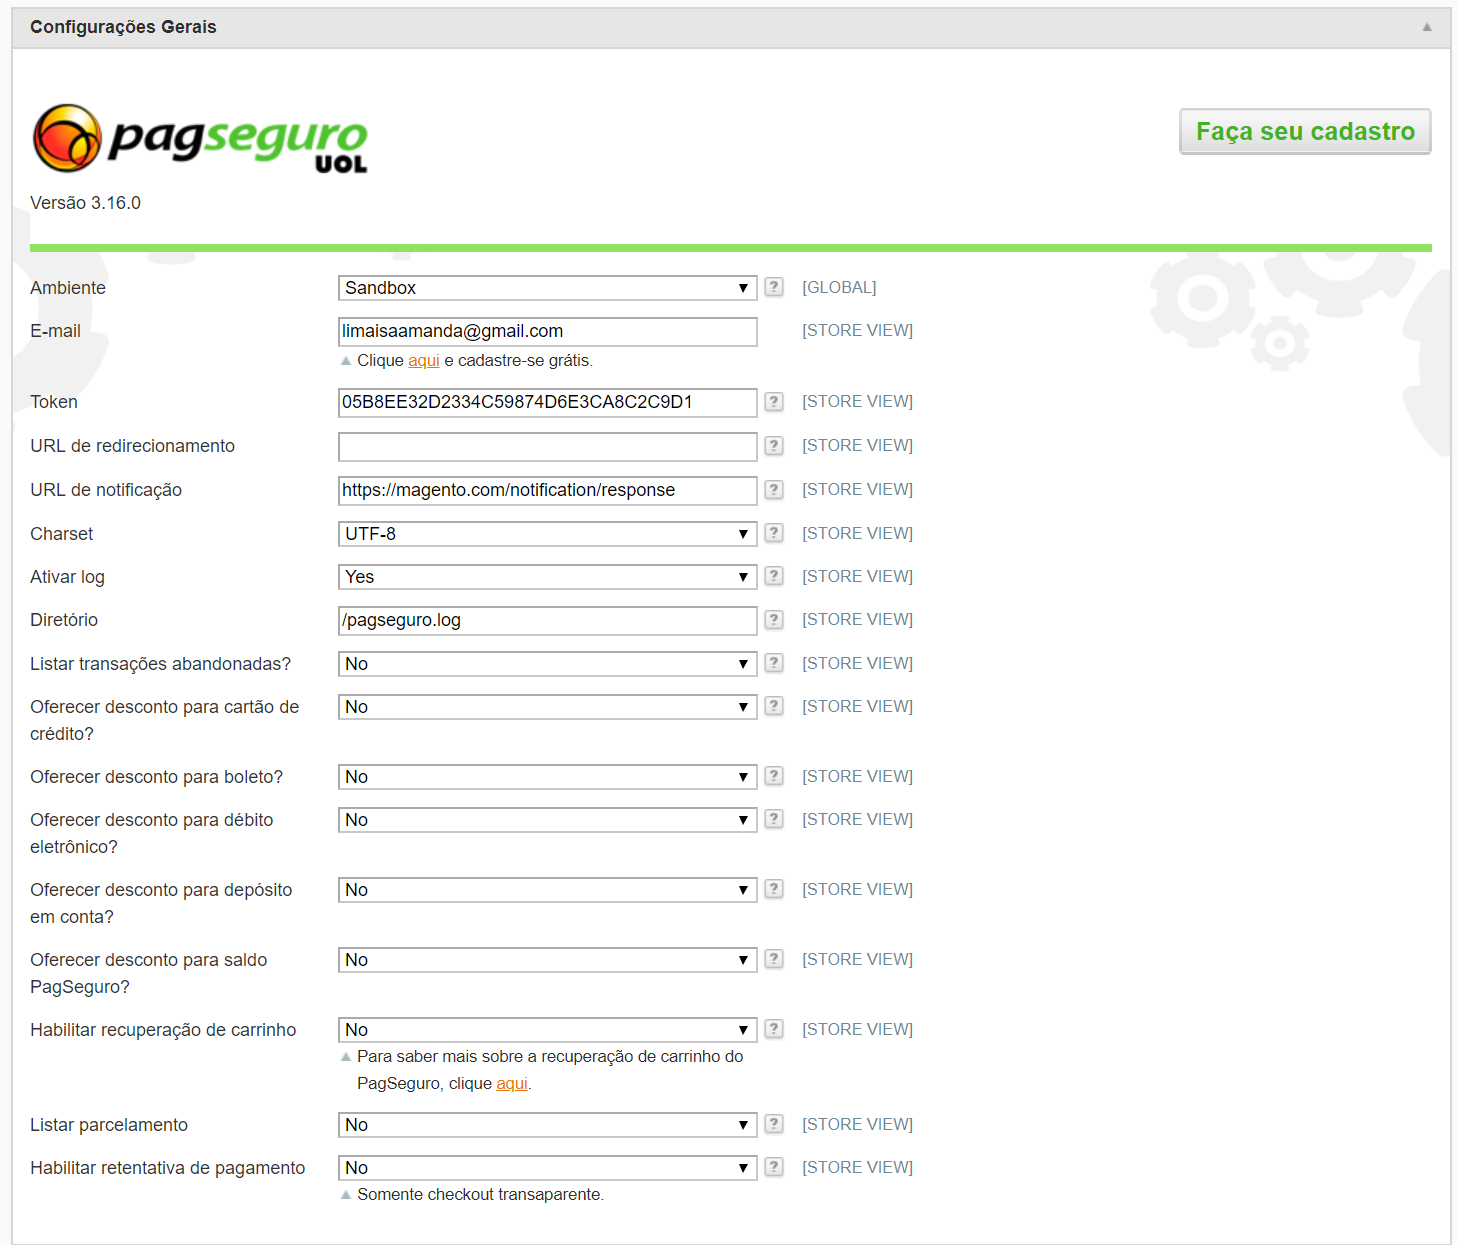 Configurações Gerais
pagseguro
UOL
Faça seu cadastro
Versão 3.16.0
Ambiente Sandbox ▼ ? [GLOBAL]
E-mail limaisaamanda@gmail.com [STORE VIEW]
Clique aqui e cadastre-se grátis.
Token 05B8EE32D2334C59874D6E3CA8C2C9D1 ? [STORE VIEW]
URL de redirecionamento ? [STORE VIEW]
URL de notificação https://magento.com/notification/response ? [STORE VIEW]
Charset UTF-8 ▼ ? [STORE VIEW]
Ativar log Yes ▼ ? [STORE VIEW]
Diretório /pagseguro.log ? [STORE VIEW]
Listar transações abandonadas? No ▼ ? [STORE VIEW]
Oferecer desconto para cartão de No ▼ ? [STORE VIEW]
crédito?
Oferecer desconto para boleto? No ▼ ? [STORE VIEW]
Oferecer desconto para débito No ▼ ? [STORE VIEW]
eletrônico?
Oferecer desconto para depósito No ▼ ? [STORE VIEW]
em conta?
Oferecer desconto para saldo No ▼ ? [STORE VIEW]
PagSeguro?
Habilitar recuperação de carrinho No ▼ ? [STORE VIEW]
Para saber mais sobre a recuperação de carrinho do
PagSeguro, clique aqui.
Listar parcelamento No ▼ ? [STORE VIEW]
Habilitar retentativa de pagamento No ▼ ? [STORE VIEW]
Somente checkout transaparente.